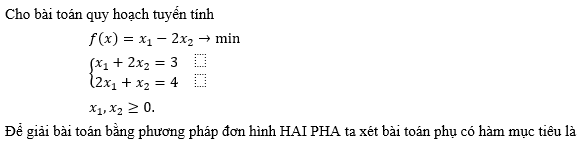 Cho bài toán quy hoạch tuyến tính
f(x) = x₁ − 2x₂ → min
{x₁ + 2x₂ = 3
{2x₁ + x₂ = 4
x₁, x₂ ≥ 0.
Để giải bài toán bằng phương pháp đơn hình HAI PHA ta xét bài toán phụ có hàm mục tiêu là